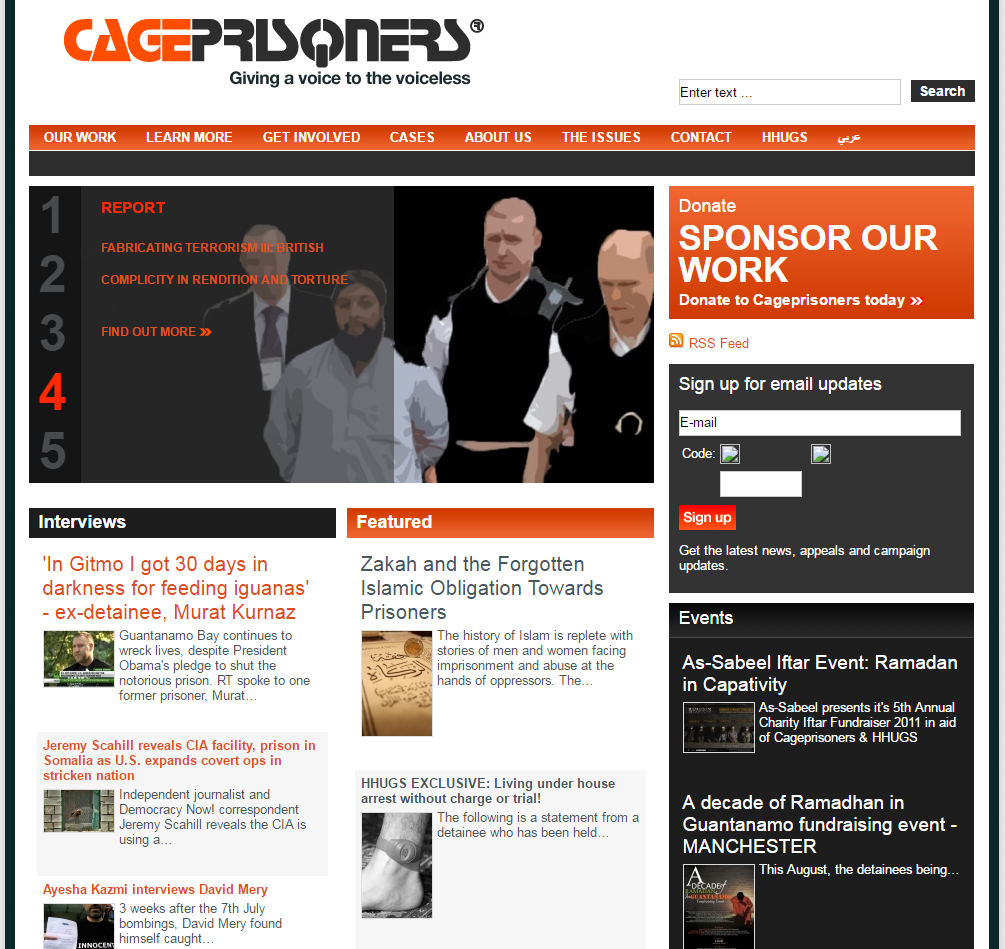 CAGEPRISONERS®
Giving a voice to the voiceless
Enter text ...
Search
OUR WORK
LEARN MORE
GET INVOLVED
CASES
ABOUT US
THE ISSUES
CONTACT
HHUGS
عربي
1
2
3
4
5
REPORT
FABRICATING TERRORISM III: BRITISH
COMPLICITY IN RENDITION AND TORTURE
FIND OUT MORE »
Donate
SPONSOR OUR
WORK
Donate to Cageprisoners today »
RSS Feed
Sign up for email updates
E-mail
Code:
Sign up
Get the latest news, appeals and campaign
updates.
Interviews
'In Gitmo I got 30 days in
darkness for feeding iguanas'
- ex-detainee, Murat Kurnaz
Guantanamo Bay continues to
wreck lives, despite President
Obama's pledge to shut the
notorious prison. RT spoke to one
former prisoner, Murat...
Jeremy Scahill reveals CIA facility, prison in
Somalia as U.S. expands covert ops in
stricken nation
Independent journalist and
Democracy Now! correspondent
Jeremy Scahill reveals the CIA is
using a...
Ayesha Kazmi interviews David Mery
INNOCENT
3 weeks after the 7th July
bombings, David Mery found
himself caught...
Featured
Zakah and the Forgotten
Islamic Obligation Towards
Prisoners
The history of Islam is replete with
stories of men and women facing
imprisonment and abuse at the
hands of oppressors. The...
HHUGS EXCLUSIVE: Living under house
arrest without charge or trial!
The following is a statement from a
detainee who has been held...
Events
As-Sabeel Iftar Event: Ramadan
in Capativity
As-Sabeel presents it's 5th Annual
Charity Iftar Fundraiser 2011 in aid
of Cageprisoners & HHUGS
A decade of Ramadhan in
Guantanamo fundraising event -
MANCHESTER
A
DECADE of
RAMADAN
GUANTANAMO
This August, the detainees being...